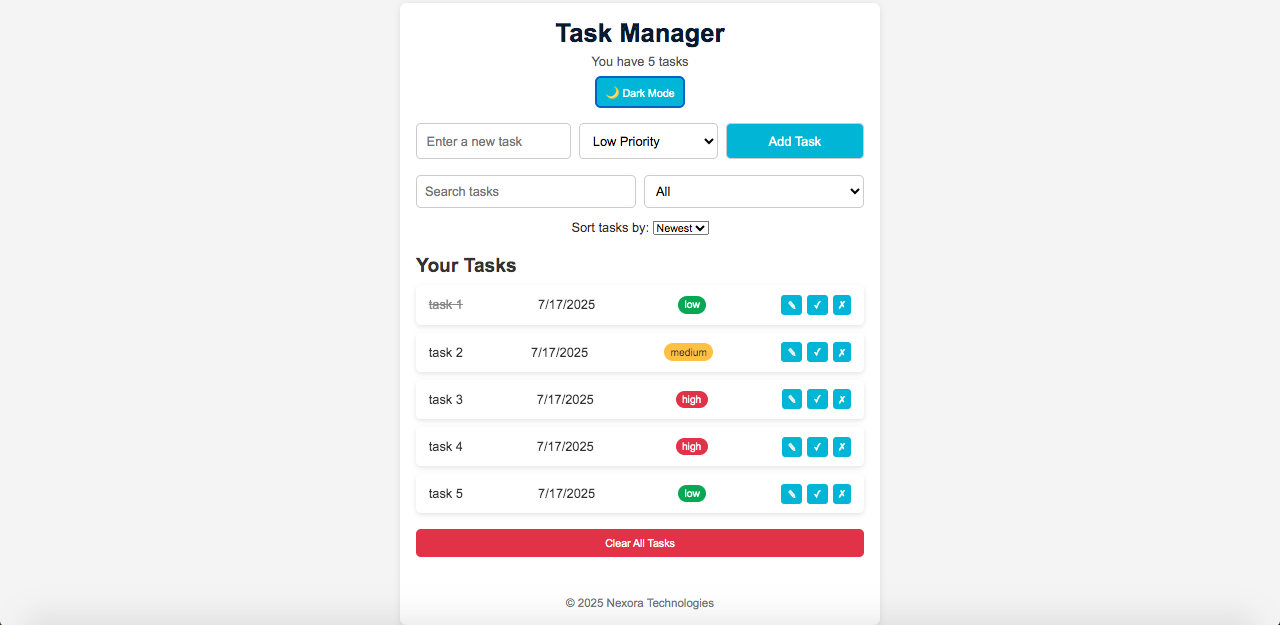 Task Manager
You have 5 tasks
🌙 Dark Mode
Enter a new task Low Priority Add Task
Search tasks All
Sort tasks by: Newest
Your Tasks
task 1 7/17/2025 low ✎ ✓ ✗
task 2 7/17/2025 medium ✎ ✓ ✗
task 3 7/17/2025 high ✎ ✓ ✗
task 4 7/17/2025 high ✎ ✓ ✗
task 5 7/17/2025 low ✎ ✓ ✗
Clear All Tasks
© 2025 Nexora Technologies